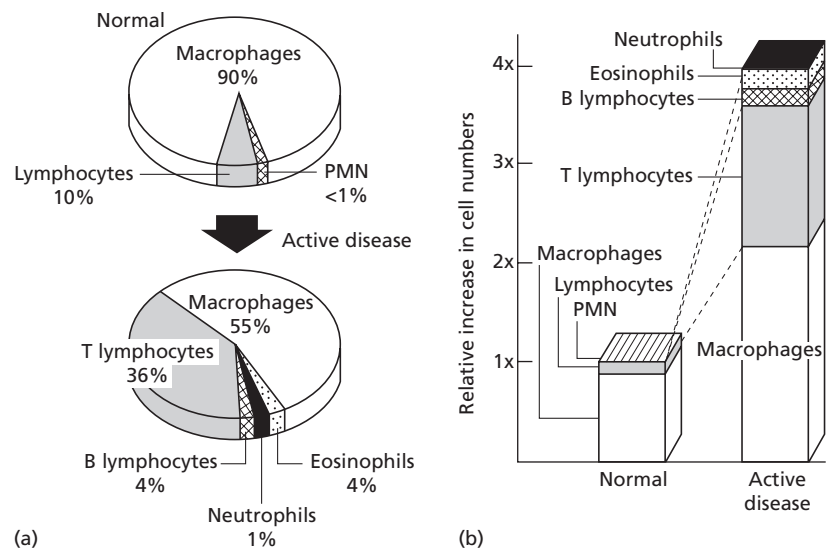 Normal
Macrophages
90%
Lymphocytes
10%
PMN
<1%
Active disease
Macrophages
55%
T lymphocytes
36%
B lymphocytes
4%
Eosinophils
4%
Neutrophils
1%
(a)
Relative increase in cell numbers
4x
3x
2x
1x
Neutrophils
Eosinophils
B lymphocytes
T lymphocytes
Macrophages
Lymphocytes
PMN
Macrophages
Normal
Active
disease
(b)